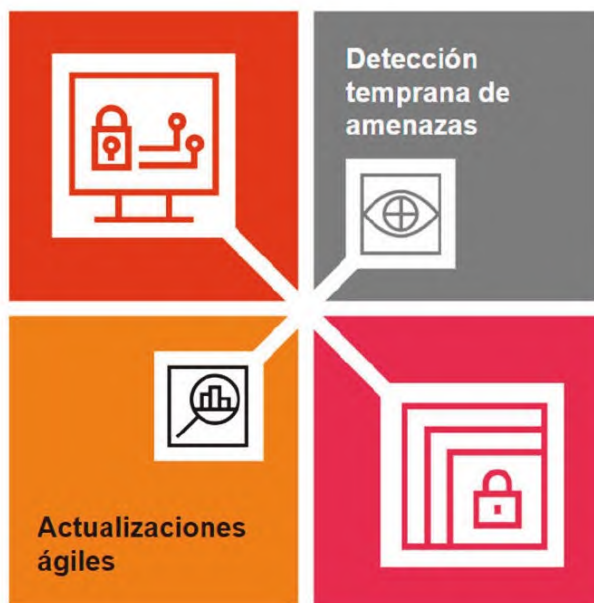 Detección
temprana de
amenazas
Actualizaciones
ágiles